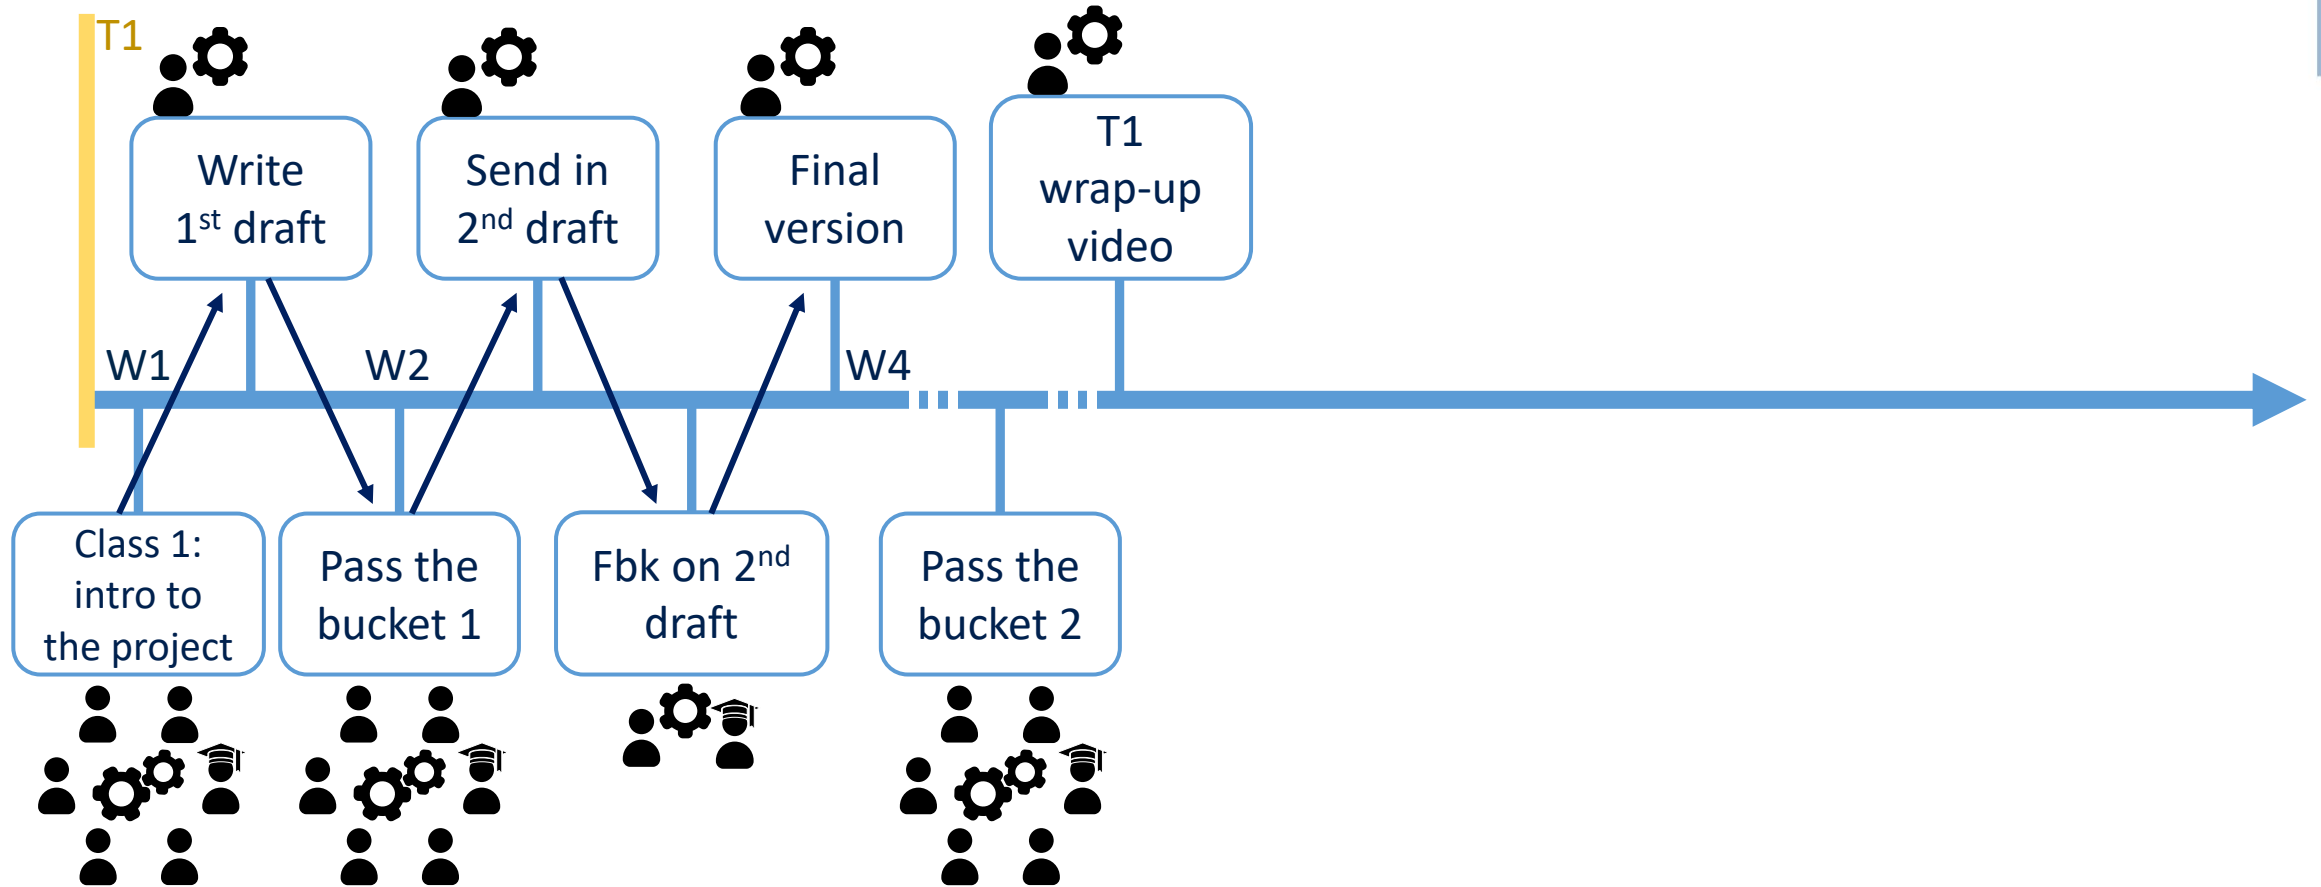 T1
Write
1st draft
Send in
2nd draft
Final
version
T1
wrap-up
video
W1
W2
W4
Class 1:
intro to
the project
Pass the
bucket 1
Fbk on 2nd
draft
Pass the
bucket 2